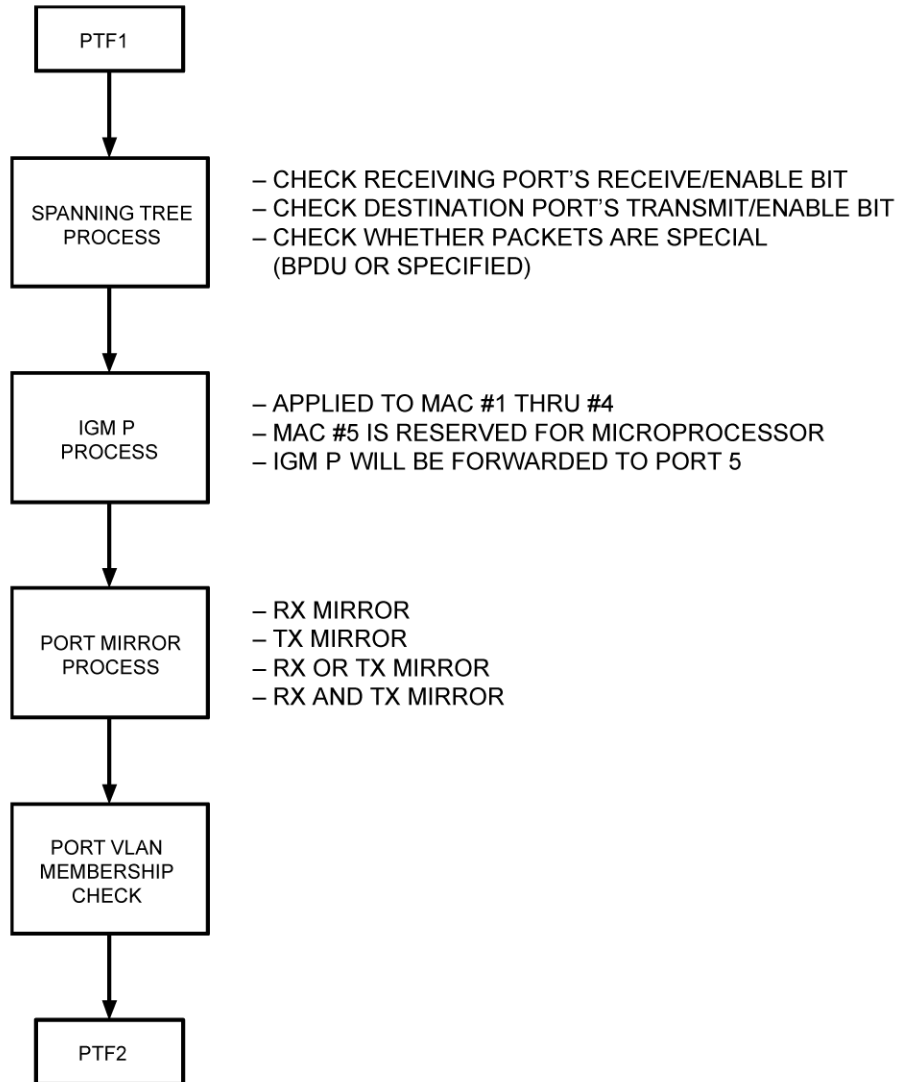 PTF1
SPANNING TREE
PROCESS
– CHECK RECEIVING PORT'S RECEIVE/ENABLE BIT
– CHECK DESTINATION PORT'S TRANSMIT/ENABLE BIT
– CHECK WHETHER PACKETS ARE SPECIAL
(BPDU OR SPECIFIED)
IGM P
PROCESS
– APPLIED TO MAC #1 THRU #4
– MAC #5 IS RESERVED FOR MICROPROCESSOR
– IGM P WILL BE FORWARDED TO PORT 5
PORT MIRROR
PROCESS
– RX MIRROR
– TX MIRROR
– RX OR TX MIRROR
– RX AND TX MIRROR
PORT VLAN
MEMBERSHIP
CHECK
PTF2